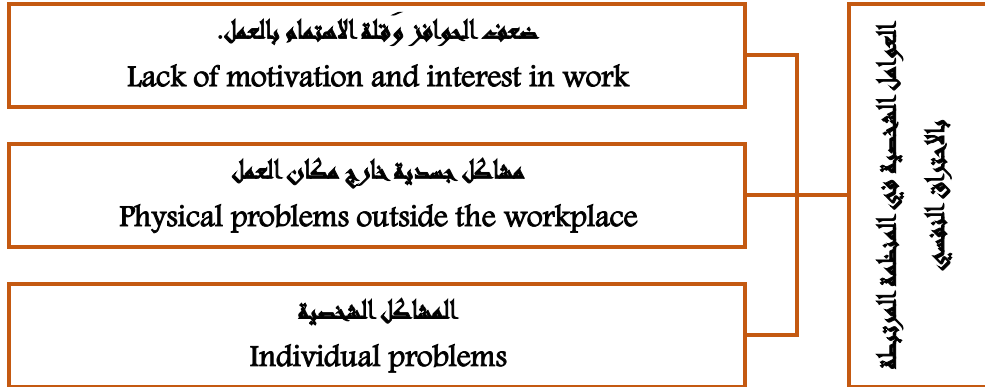 العوامل الشخصية في المنظمة المرتبطة
بالاحتراق النفسي
ضعف الحوافز وَقلة الاهتمام بالعمل.
Lack of motivation and interest in work
مشاكل جسدية خارج مكان العمل
Physical problems outside the workplace
المشاكل الشخصية
Individual problems